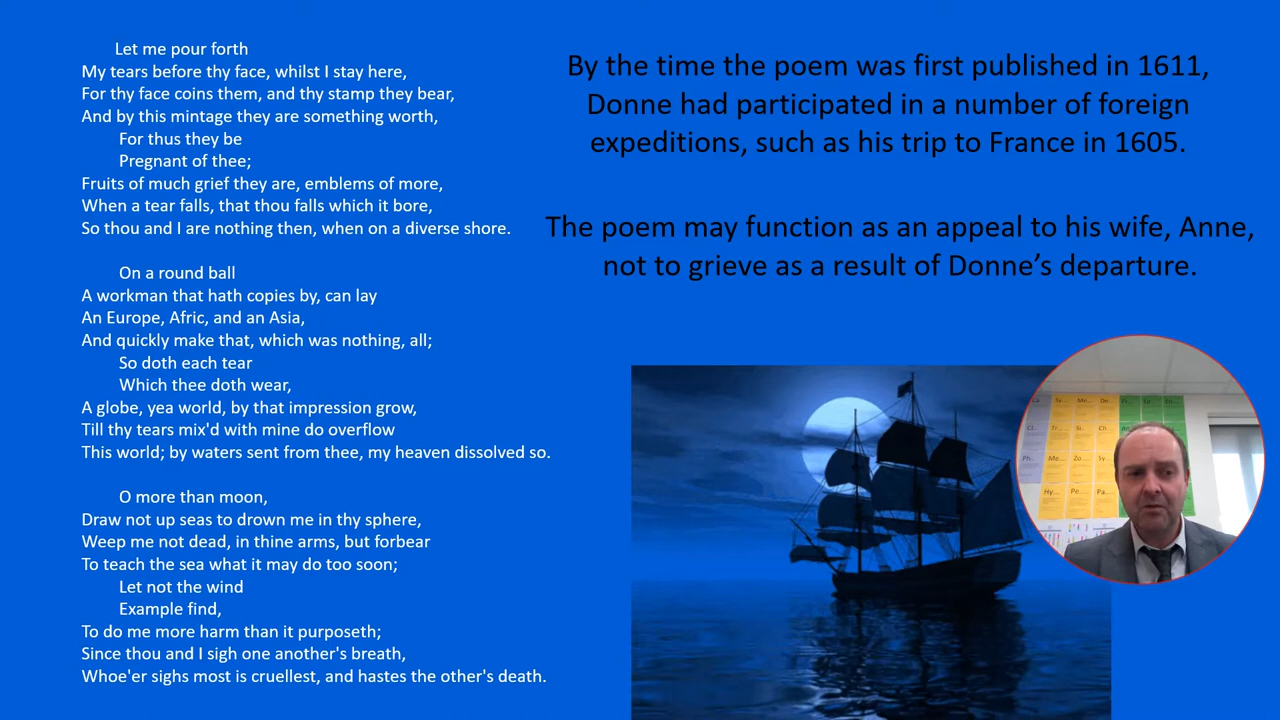 Let me pour forth
My tears before thy face, whilst I stay here,
For thy face coins them, and thy stamp they bear,
And by this mintage they are something worth,
For thus they be
Pregnant of thee;
Fruits of much grief they are, emblems of more,
When a tear falls, that thou falls which it bore,
So thou and I are nothing then, when on a diverse shore.
On a round ball
A workman that hath copies by, can lay
An Europe, Afric, and an Asia,
And quickly make that, which was nothing, all;
So doth each tear
Which thee doth wear,
A globe, yea world, by that impression grow,
Till thy tears mix'd with mine do overflow
This world; by waters sent from thee, my heaven dissolved so.
O more than moon,
Draw not up seas to drown me in thy sphere,
Weep me not dead, in thine arms, but forbear
To teach the sea what it may do too soon;
Let not the wind
Example find,
To do me more harm than it purposeth;
Since thou and I sigh one another's breath,
Whoe'er sighs most is cruellest, and hastes the other's death.
By the time the poem was first published in 1611,
Donne had participated in a number of foreign
expeditions, such as his trip to France in 1605.
The poem may function as an appeal to his wife, Anne,
not to grieve as a result of Donne’s departure.